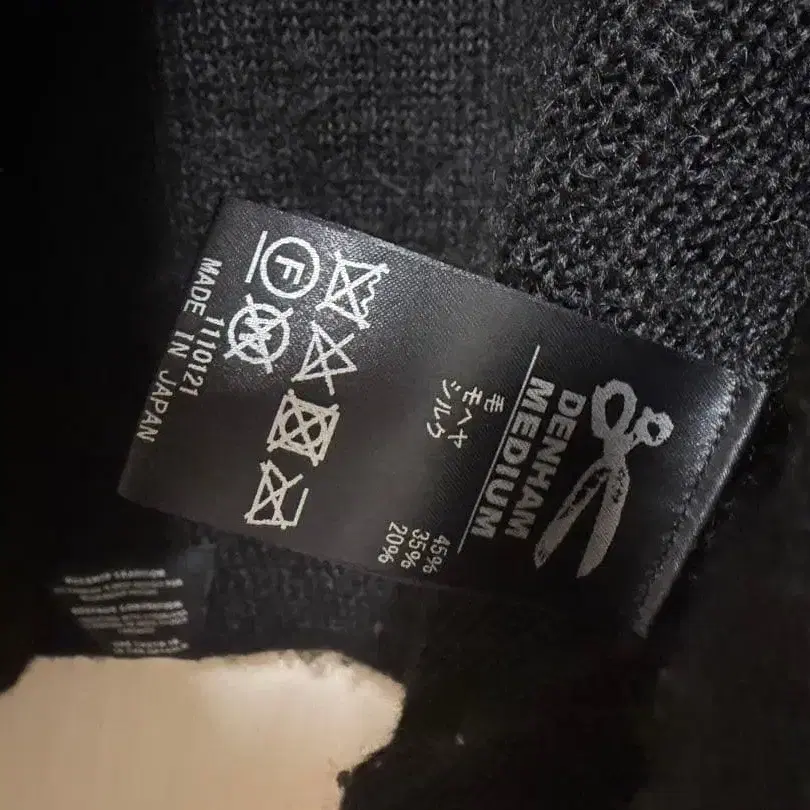 DENHAM
MEDIUM
毛 45%
モヘヤ 35%
シルク 20%
F
W
1110121
MADE IN JAPAN